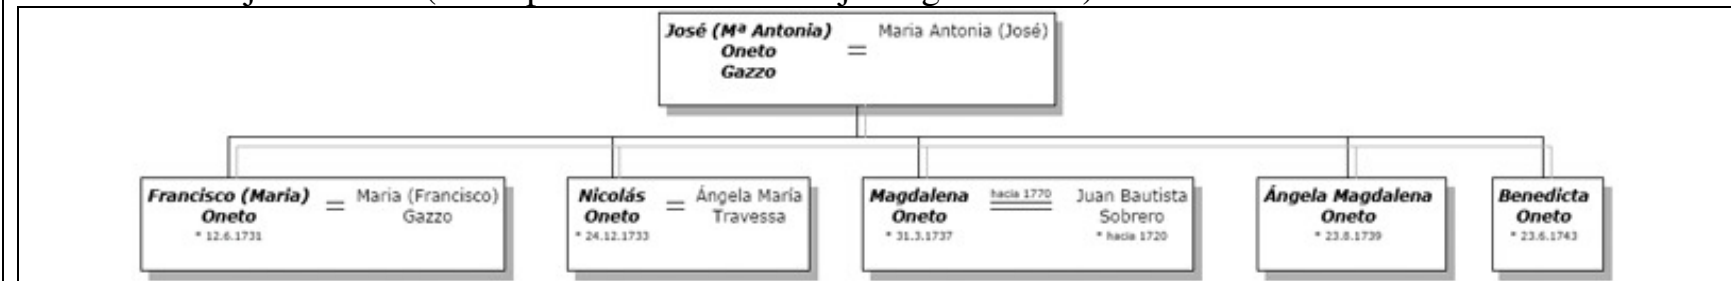 José (Mª Antonia) = Maria Antonia (José)
Oneto
Gazzo
Francisco (Maria) = Maria (Francisco)
Oneto Gazzo
* 12.6.1731
Nicolás = Ángela María
Oneto Travessa
* 24.12.1733
Magdalena hacia 1770 Juan Bautista
Oneto Sobrero
* 31.3.1737 * hacia 1720
Ángela Magdalena
Oneto
* 23.8.1739
Benedicta
Oneto
* 23.6.1743